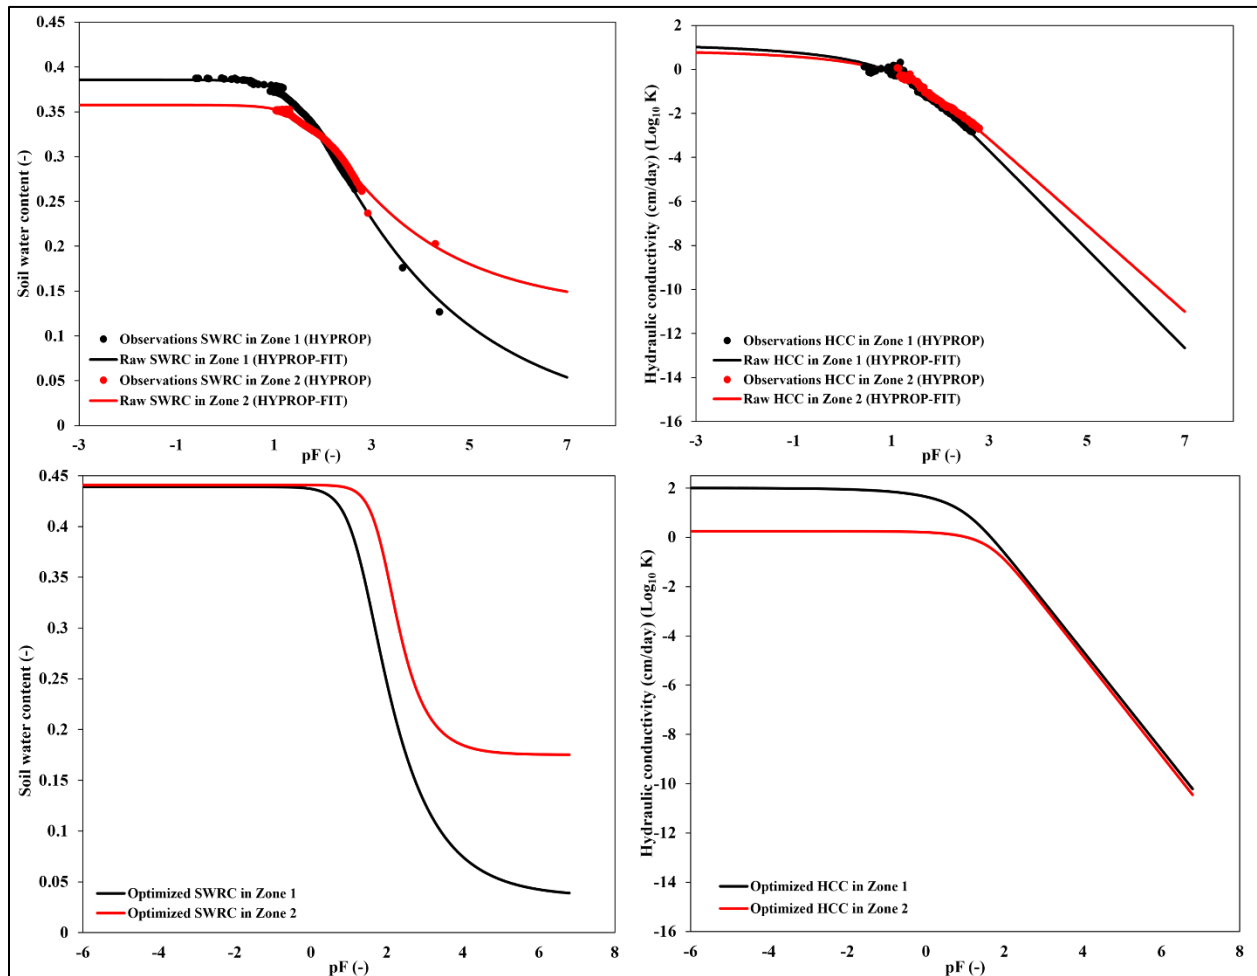 0.45
0.4
0.35
0.3
0.25
0.2
0.15
0.1
0.05
0
Soil water content (-)
Observations SWRC in Zone 1 (HYPROP)
Raw SWRC in Zone 1 (HYPROP-FIT)
Observations SWRC in Zone 2 (HYPROP)
Raw SWRC in Zone 2 (HYPROP-FIT)
-3 -1 1 3 5 7
pF (-)
2
0
-2
-4
-6
-8
-10
-12
-14
-16
Hydraulic conductivity (cm/day) (Log₁₀ K)
Observations HCC in Zone 1 (HYPROP)
Raw HCC in Zone 1 (HYPROP-FIT)
Observations HCC in Zone 2 (HYPROP)
Raw HCC in Zone 2 (HYPROP-FIT)
-3 -1 1 3 5 7
pF (-)
0.45
0.4
0.35
0.3
0.25
0.2
0.15
0.1
0.05
0
Soil water content (-)
Optimized SWRC in Zone 1
Optimized SWRC in Zone 2
-6 -4 -2 0 2 4 6 8
pF (-)
2
0
-2
-4
-6
-8
-10
-12
-14
-16
Hydraulic conductivity (cm/day) (Log₁₀ K)
Optimized HCC in Zone 1
Optimized HCC in Zone 2
-6 -4 -2 0 2 4 6 8
pF (-)